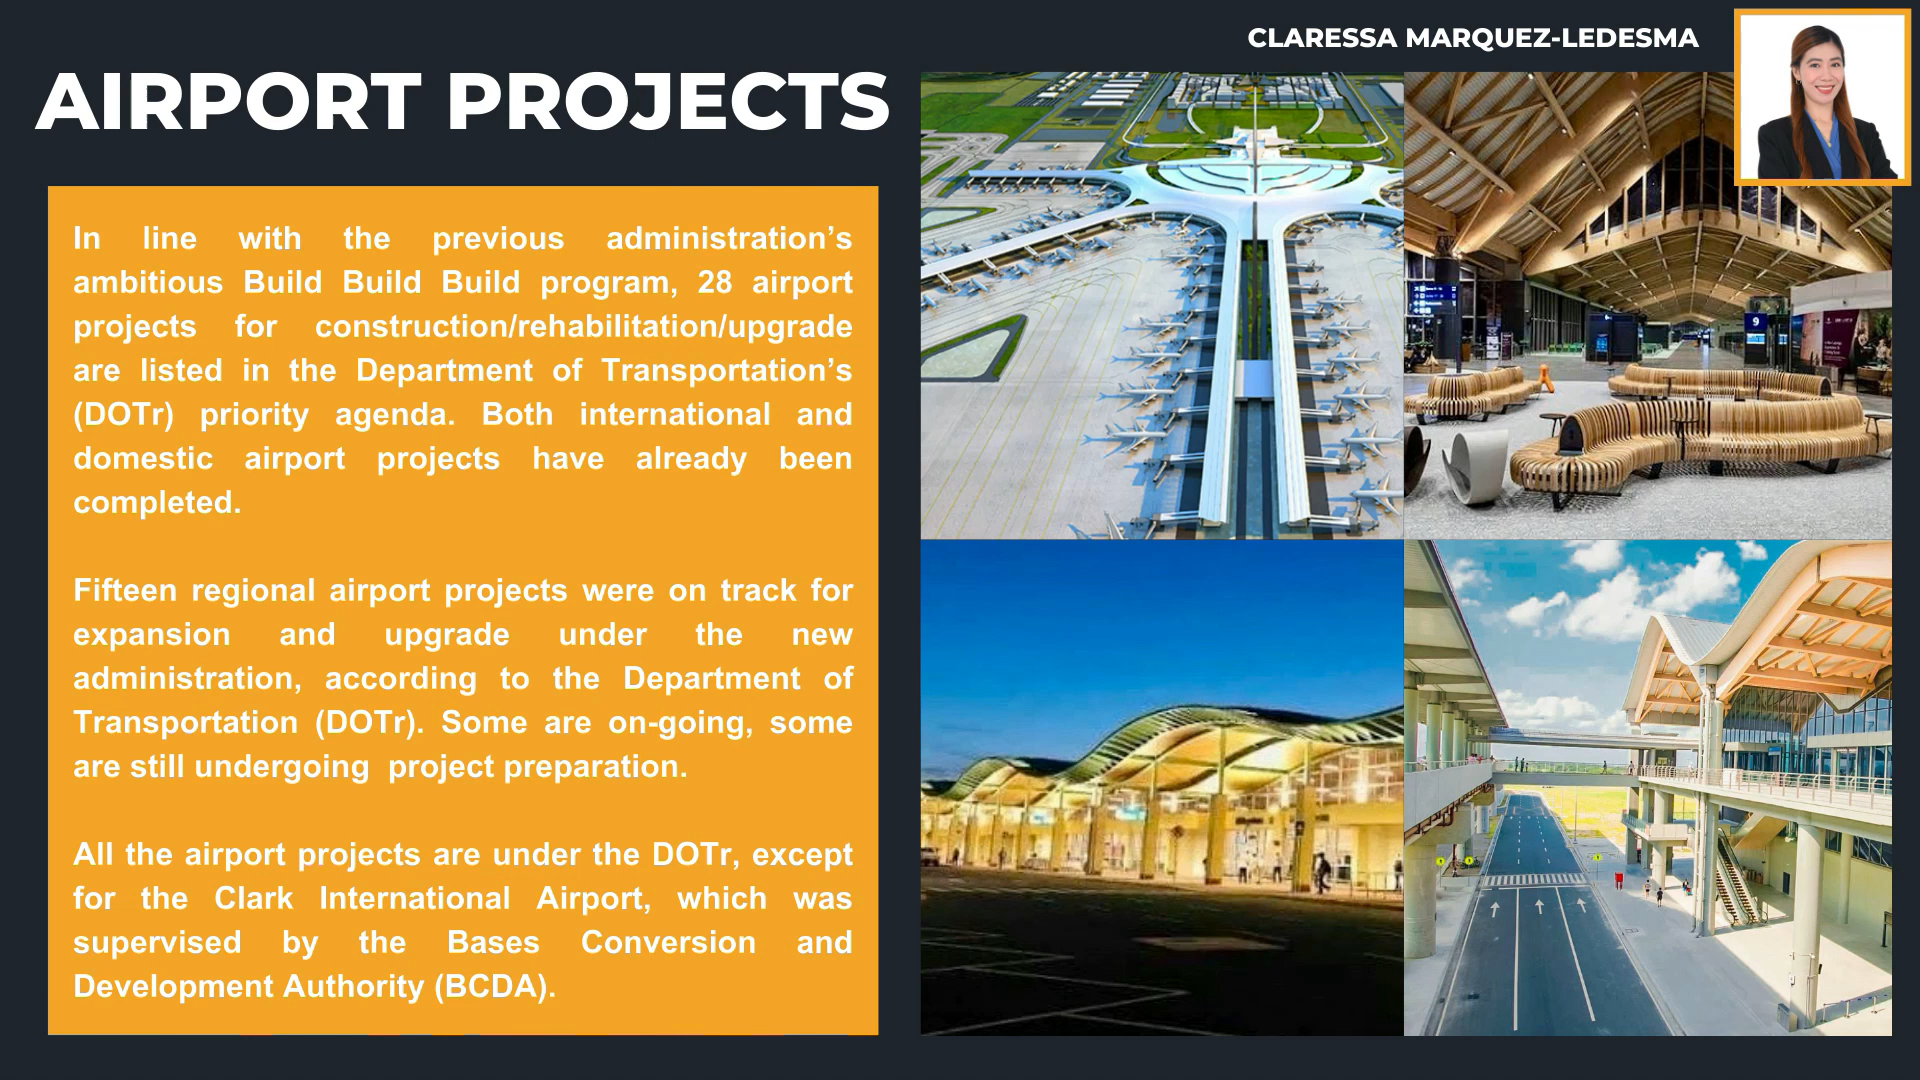 CLARESSA MARQUEZ-LEDESMA
AIRPORT PROJECTS
In line with the previous administration’s
ambitious Build Build Build program, 28 airport
projects for construction/rehabilitation/upgrade
are listed in the Department of Transportation’s
(DOTr) priority agenda. Both international and
domestic airport projects have already been
completed.
Fifteen regional airport projects were on track for
expansion and upgrade under the new
administration, according to the Department of
Transportation (DOTr). Some are on-going, some
are still undergoing project preparation.
All the airport projects are under the DOTr, except
for the Clark International Airport, which was
supervised by the Bases Conversion and
Development Authority (BCDA).
9